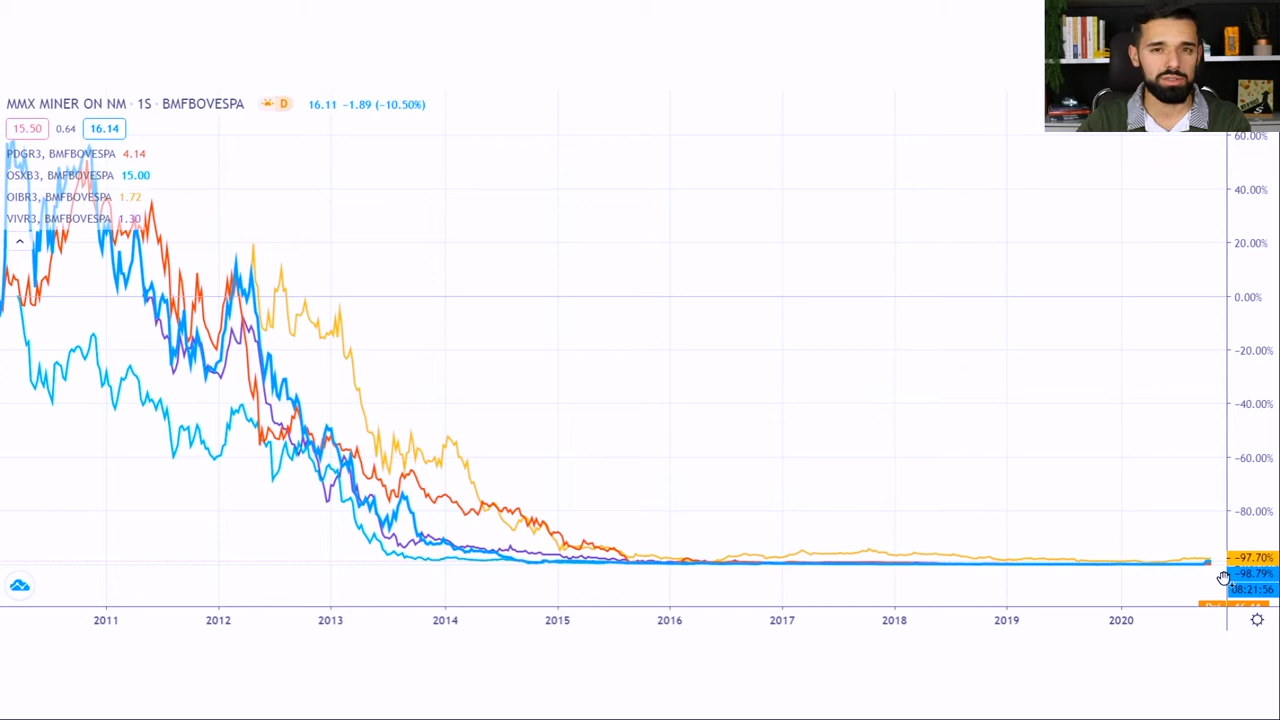 MMX MINER ON NM · 1S · BMFBOVESPA D 16.11 −1.89 (−10.50%)
15.50 0.64 16.14
PDGR3, BMFBOVESPA 4.14
OSXB3, BMFBOVESPA 15.00
OIBR3, BMFBOVESPA 1.72
VIVR3, BMFBOVESPA 1.30
60.00%
40.00%
20.00%
0.00%
−20.00%
−40.00%
−60.00%
−80.00%
−97.70%
−98.79%
08:21:56
2011 2012 2013 2014 2015 2016 2017 2018 2019 2020